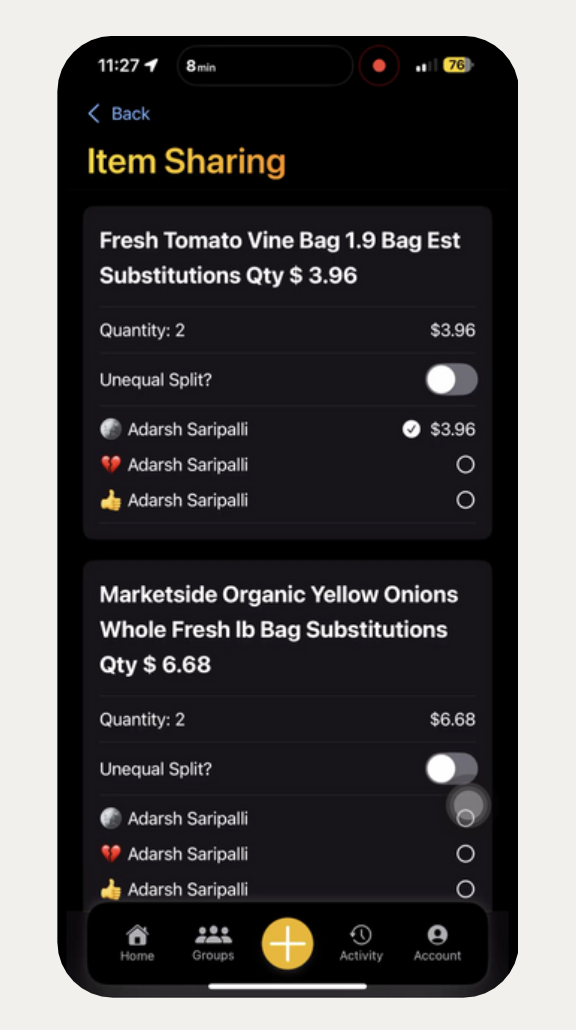 11:27
8 min
76
Back
Item Sharing
Fresh Tomato Vine Bag 1.9 Bag Est
Substitutions Qty $ 3.96
Quantity: 2 $3.96
Unequal Split?
Adarsh Saripalli $3.96
Adarsh Saripalli
Adarsh Saripalli
Marketside Organic Yellow Onions
Whole Fresh lb Bag Substitutions
Qty $ 6.68
Quantity: 2 $6.68
Unequal Split?
Adarsh Saripalli
Adarsh Saripalli
Adarsh Saripalli
Home Groups Activity Account